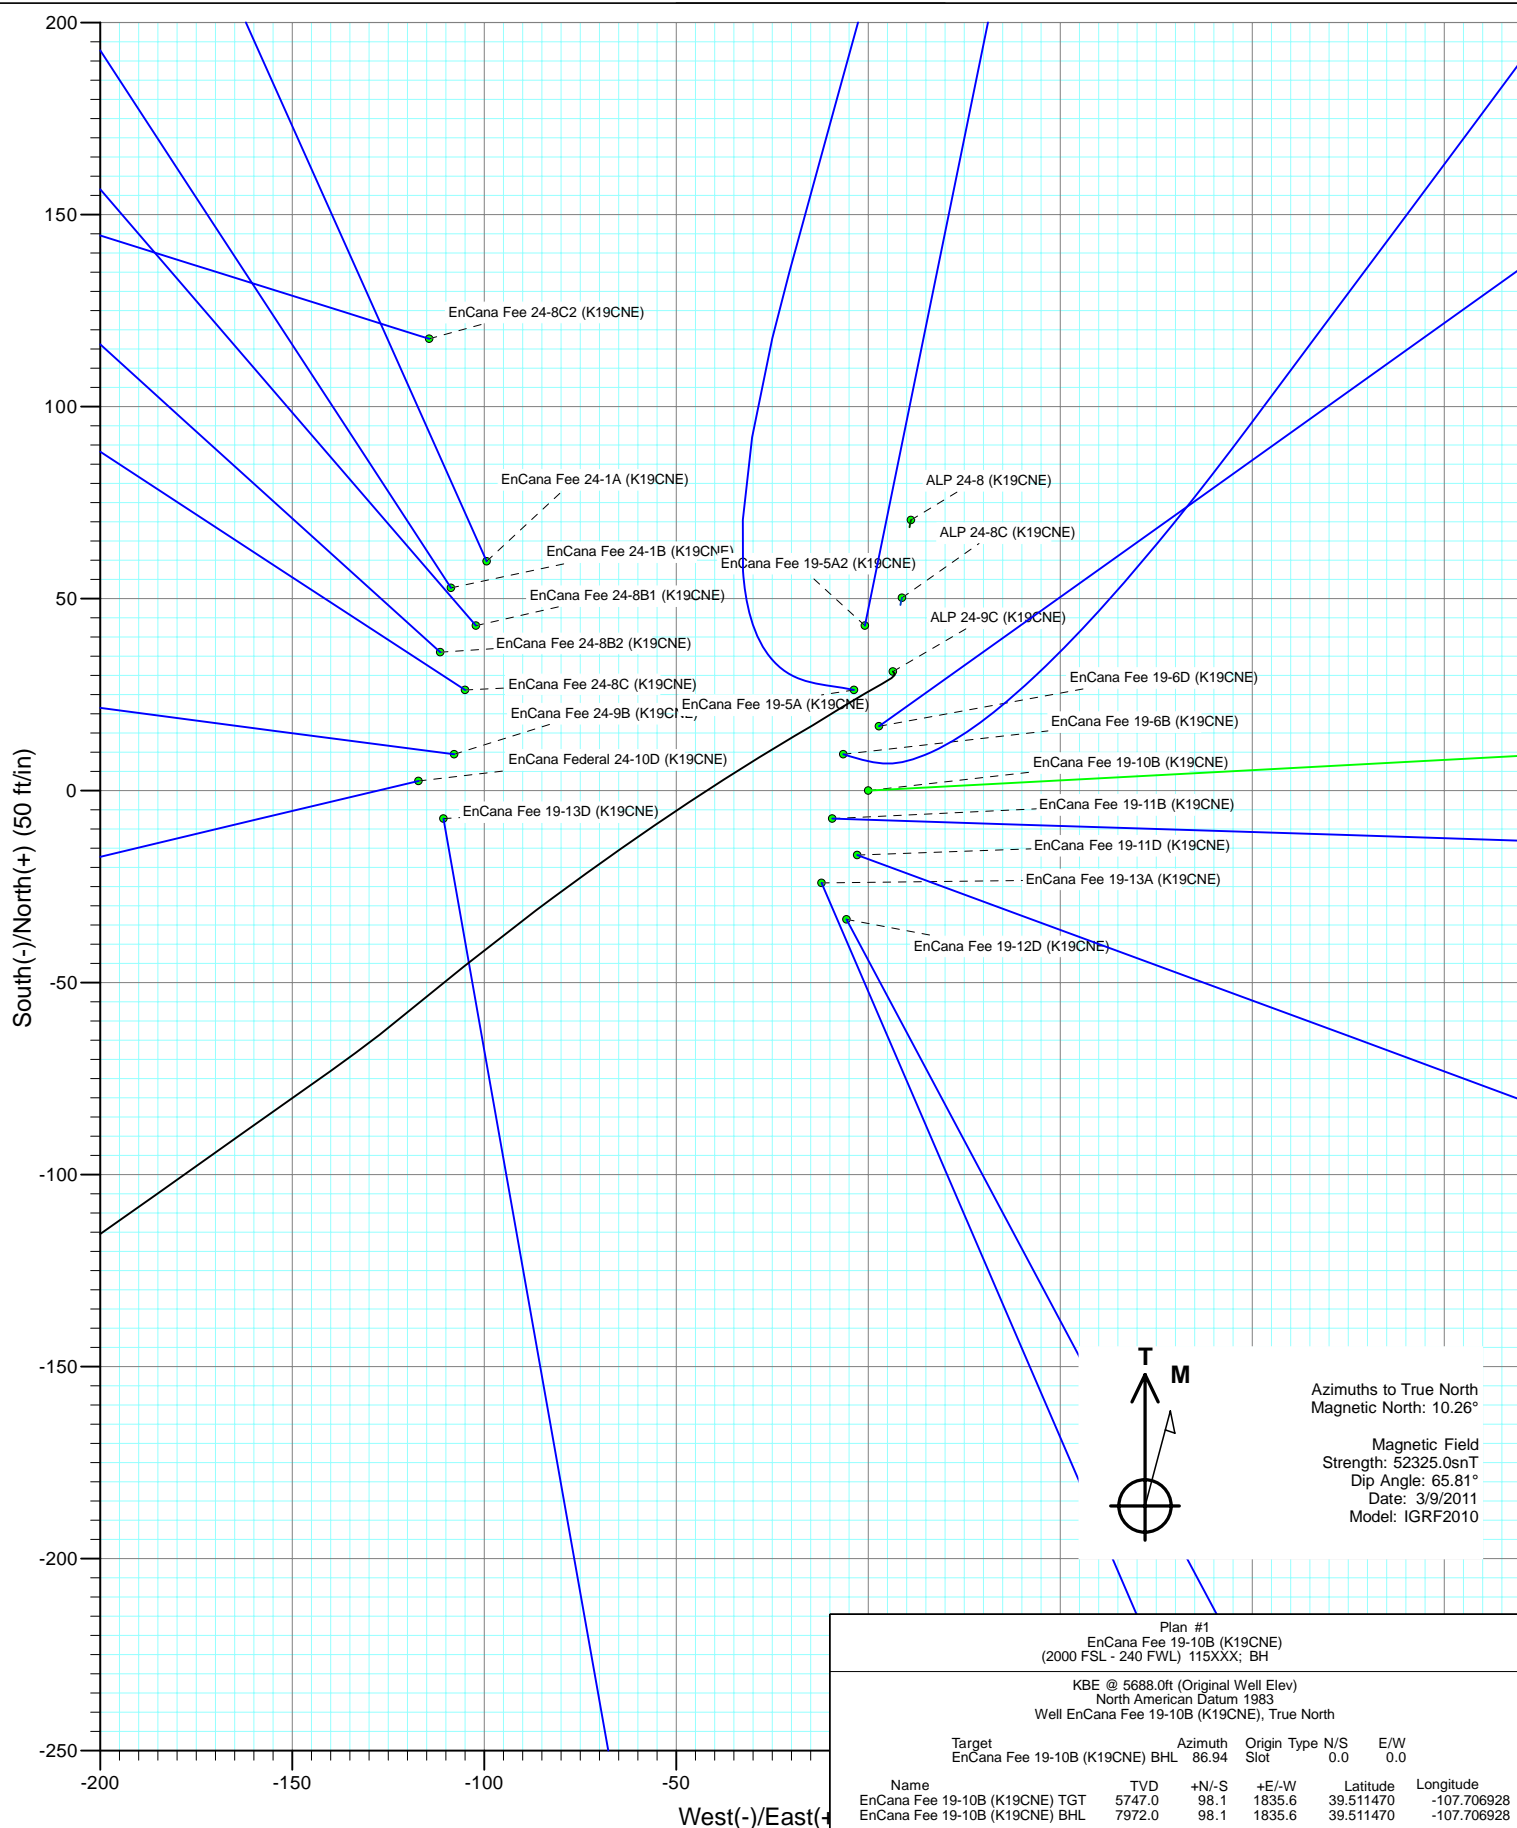 200
150
100
50
0
-50
-100
-150
-200
-250
South(-)/North(+) (50 ft/in)
-200
-150
-100
-50
West(-)/East(+
EnCana Fee 24-8C2 (K19CNE)
EnCana Fee 24-1A (K19CNE)
ALP 24-8 (K19CNE)
ALP 24-8C (K19CNE)
EnCana Fee 24-1B (K19CNE)
EnCana Fee 19-5A2 (K19CNE)
EnCana Fee 24-8B1 (K19CNE)
ALP 24-9C (K19CNE)
EnCana Fee 24-8B2 (K19CNE)
EnCana Fee 19-6D (K19CNE)
EnCana Fee 24-8C (K19CNE)
EnCana Fee 19-5A (K19CNE)
EnCana Fee 24-9B (K19CNE)
EnCana Fee 19-6B (K19CNE)
EnCana Federal 24-10D (K19CNE)
EnCana Fee 19-10B (K19CNE)
EnCana Fee 19-11B (K19CNE)
EnCana Fee 19-13D (K19CNE)
EnCana Fee 19-11D (K19CNE)
EnCana Fee 19-13A (K19CNE)
EnCana Fee 19-12D (K19CNE)
T
M
Azimuths to True North
Magnetic North: 10.26°
Magnetic Field
Strength: 52325.0snT
Dip Angle: 65.81°
Date: 3/9/2011
Model: IGRF2010
Plan #1
EnCana Fee 19-10B (K19CNE)
(2000 FSL - 240 FWL) 115XXX; BH
KBE @ 5688.0ft (Original Well Elev)
North American Datum 1983
Well EnCana Fee 19-10B (K19CNE), True North
Target Azimuth Origin Type N/S E/W
EnCana Fee 19-10B (K19CNE) BHL 86.94 Slot 0.0 0.0
Name TVD +N/-S +E/-W Latitude Longitude
EnCana Fee 19-10B (K19CNE) TGT 5747.0 98.1 1835.6 39.511470 -107.706928
EnCana Fee 19-10B (K19CNE) BHL 7972.0 98.1 1835.6 39.511470 -107.706928